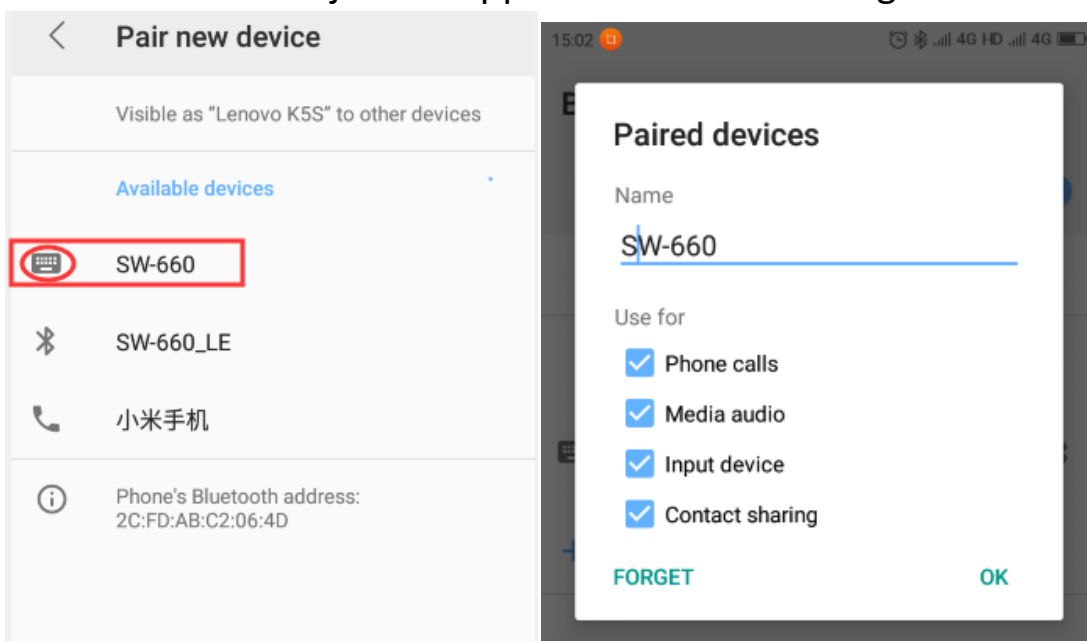 Pair new device
Visible as “Lenovo K5S” to other devices
Available devices
SW-660
SW-660_LE
小米手机
Phone's Bluetooth address:
2C:FD:AB:C2:06:4D
15:02
4G HD 4G
Paired devices
Name
SW-660
Use for
Phone calls
Media audio
Input device
Contact sharing
FORGET
OK